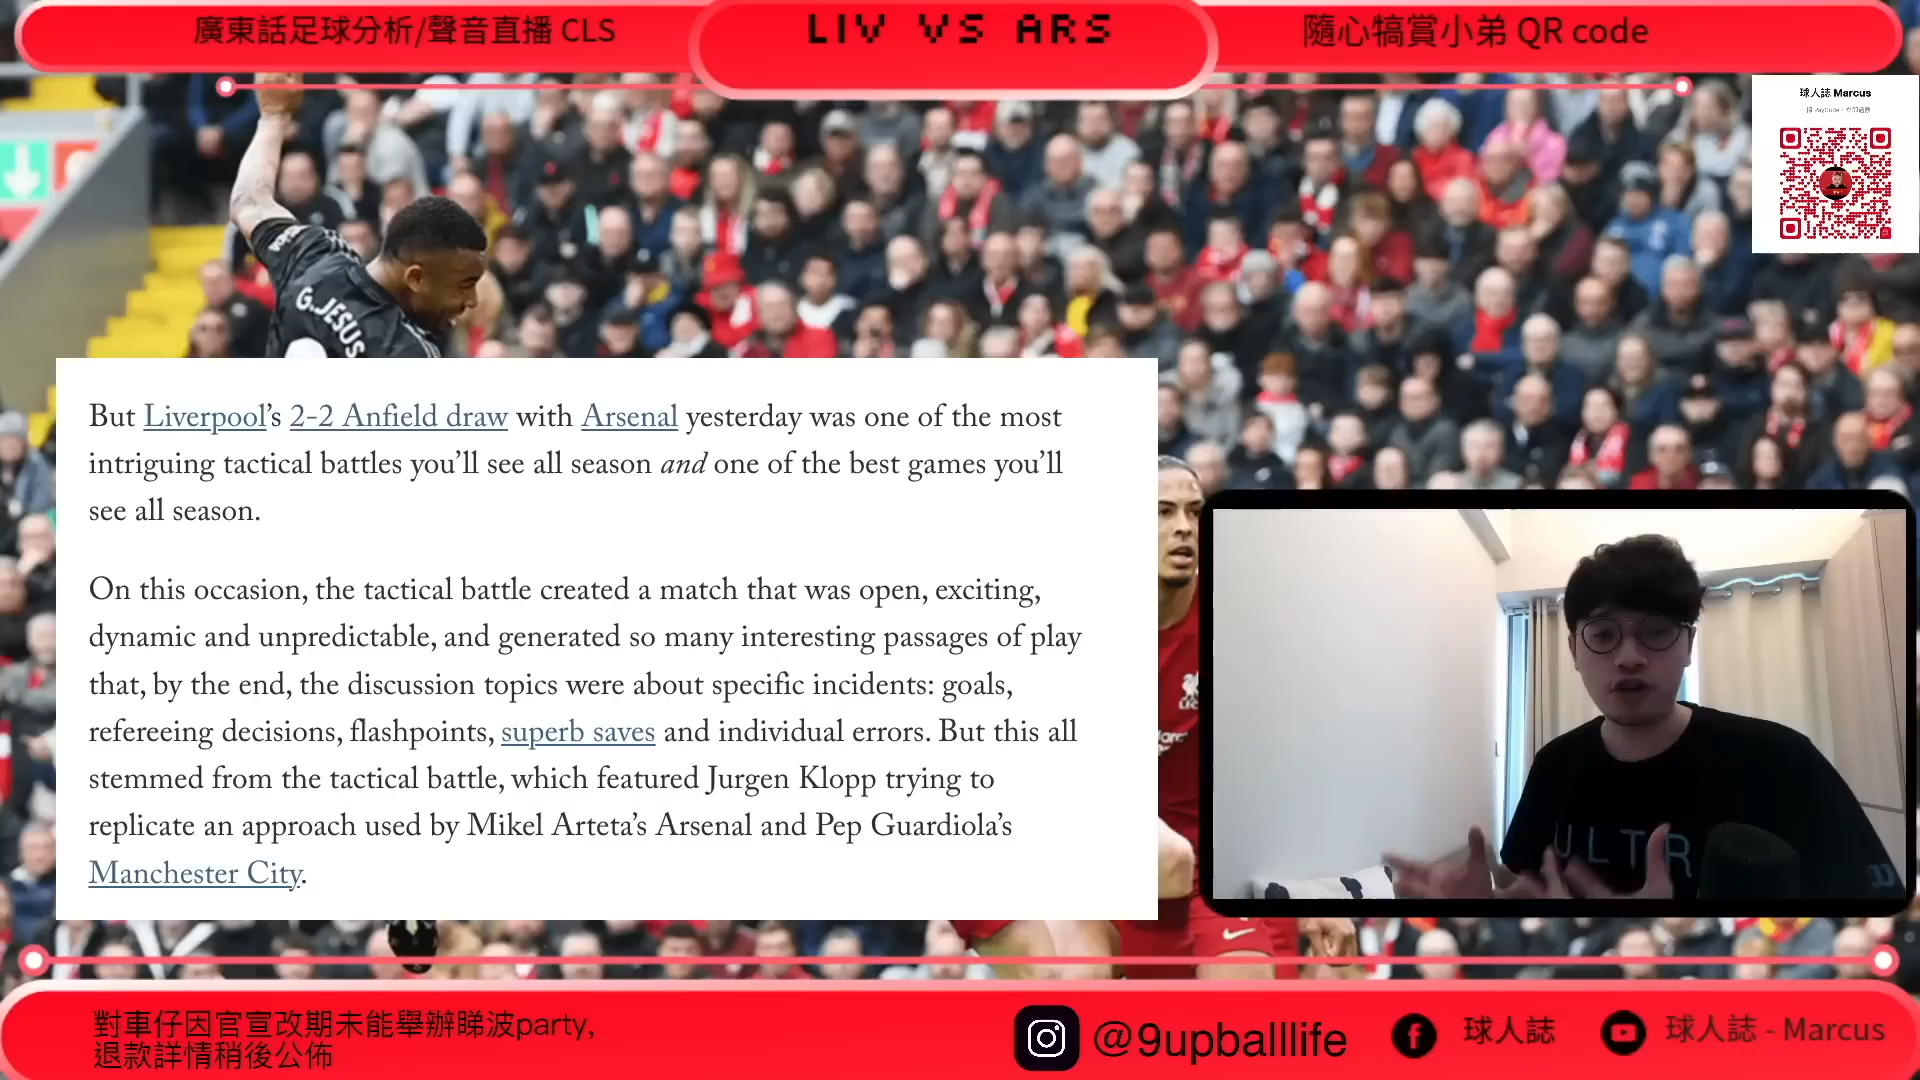 廣東話足球分析/聲音直播 CLS
LIV VS ARS
隨心犒賞小弟 QR code
球人誌 Marcus
G.JESUS
But Liverpool’s 2-2 Anfield draw with Arsenal yesterday was one of the most
intriguing tactical battles you’ll see all season and one of the best games you’ll
see all season.
On this occasion, the tactical battle created a match that was open, exciting,
dynamic and unpredictable, and generated so many interesting passages of play
that, by the end, the discussion topics were about specific incidents: goals,
refereeing decisions, flashpoints, superb saves and individual errors. But this all
stemmed from the tactical battle, which featured Jurgen Klopp trying to
replicate an approach used by Mikel Arteta’s Arsenal and Pep Guardiola’s
Manchester City.
ULTR
對車仔因官宣改期未能舉辦睇波party,
退款詳情稍後公佈
@9upballlife
球人誌
球人誌 - Marcus